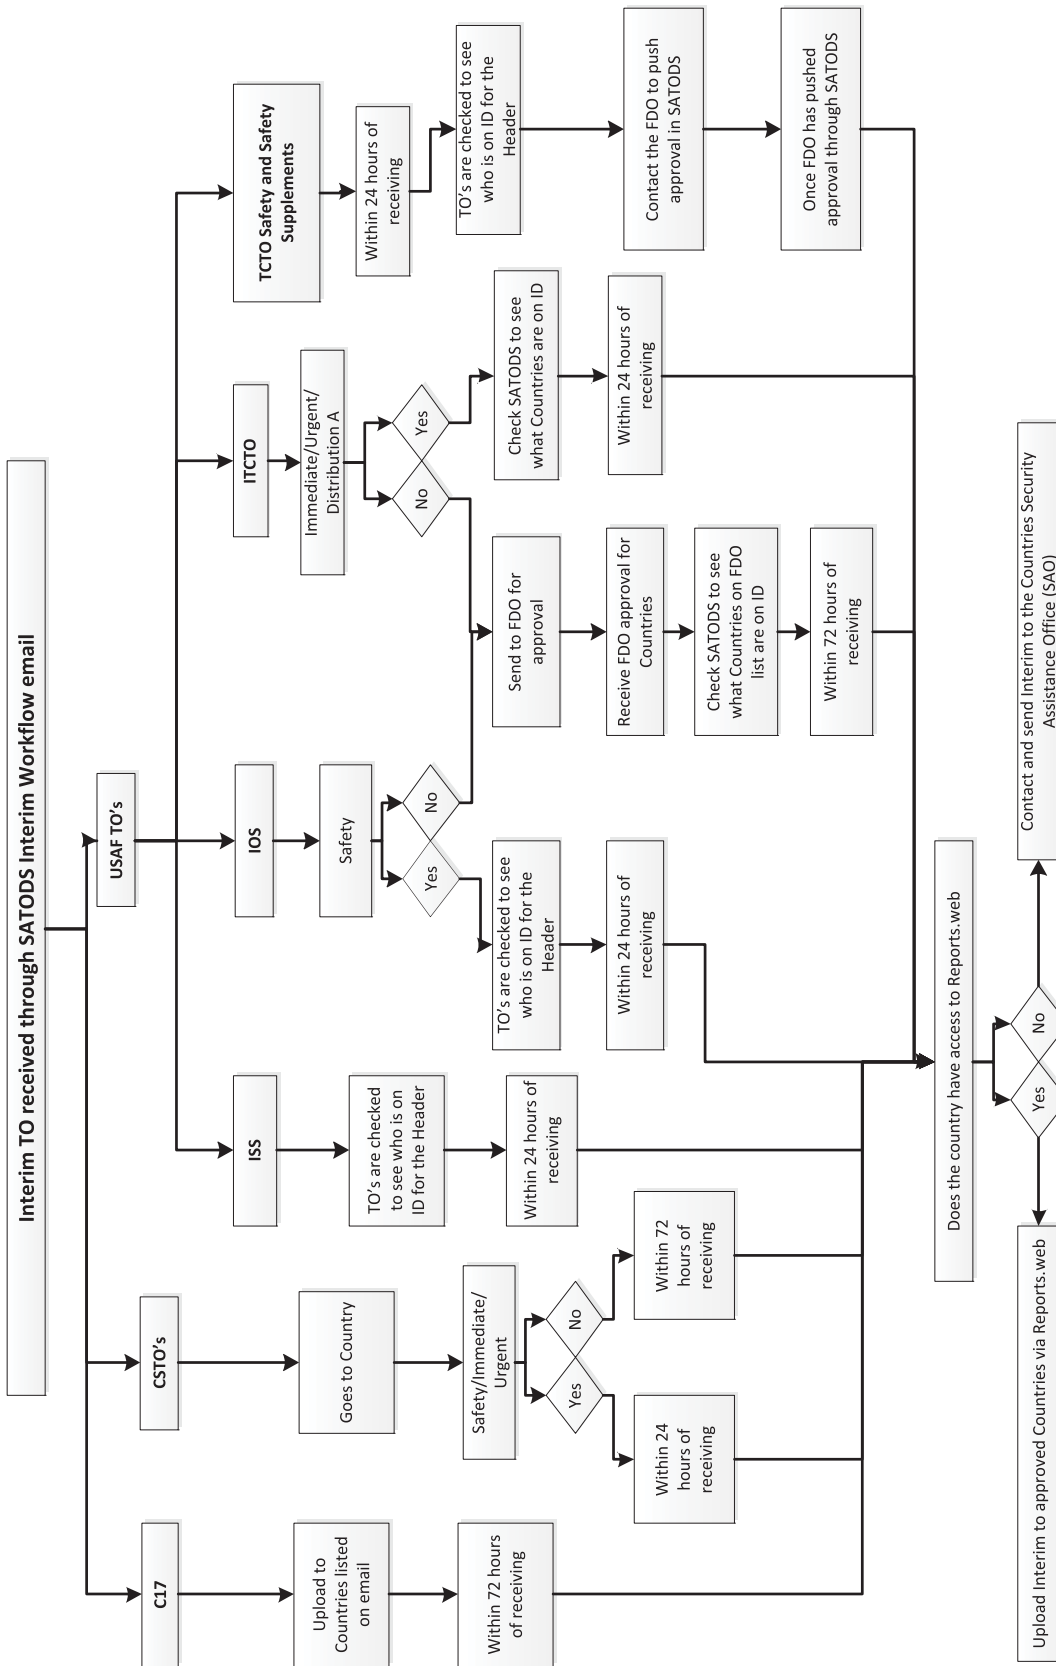 Interim TO received through SATODS Interim Workflow email
C17
Upload to
Countries listed
on email
Within 72 hours
of receiving
CSTO's
Goes to Country
Safety/Immediate/
Urgent
Yes
No
Within 24
hours of
receiving
Within 72
hours of
receiving
USAF TO's
ISS
TO's are checked
to see who is on
ID for the Header
Within 24 hours of
receiving
IOS
Safety
Yes
No
TO's are checked to see
who is on ID for the
Header
Within 24 hours of
receiving
ITCTO
Immediate/Urgent/
Distribution A
No
Yes
Send to FDO for
approval
Receive FDO approval for
Countries
Check SATODS to see
what Countries on FDO
list are on ID
Within 72 hours of
receiving
Check SATODS to see
what Countries are on ID
Within 24 hours of
receiving
TCTO Safety and Safety
Supplements
Within 24 hours of
receiving
TO's are checked to see
who is on ID for the
Header
Contact the FDO to push
approval in SATODS
Once FDO has pushed
approval through SATODS
Does the country have access to Reports.web
Yes
No
Upload Interim to approved Countries via Reports.web
Contact and send Interim to the Countries Security
Assistance Office (SAO)